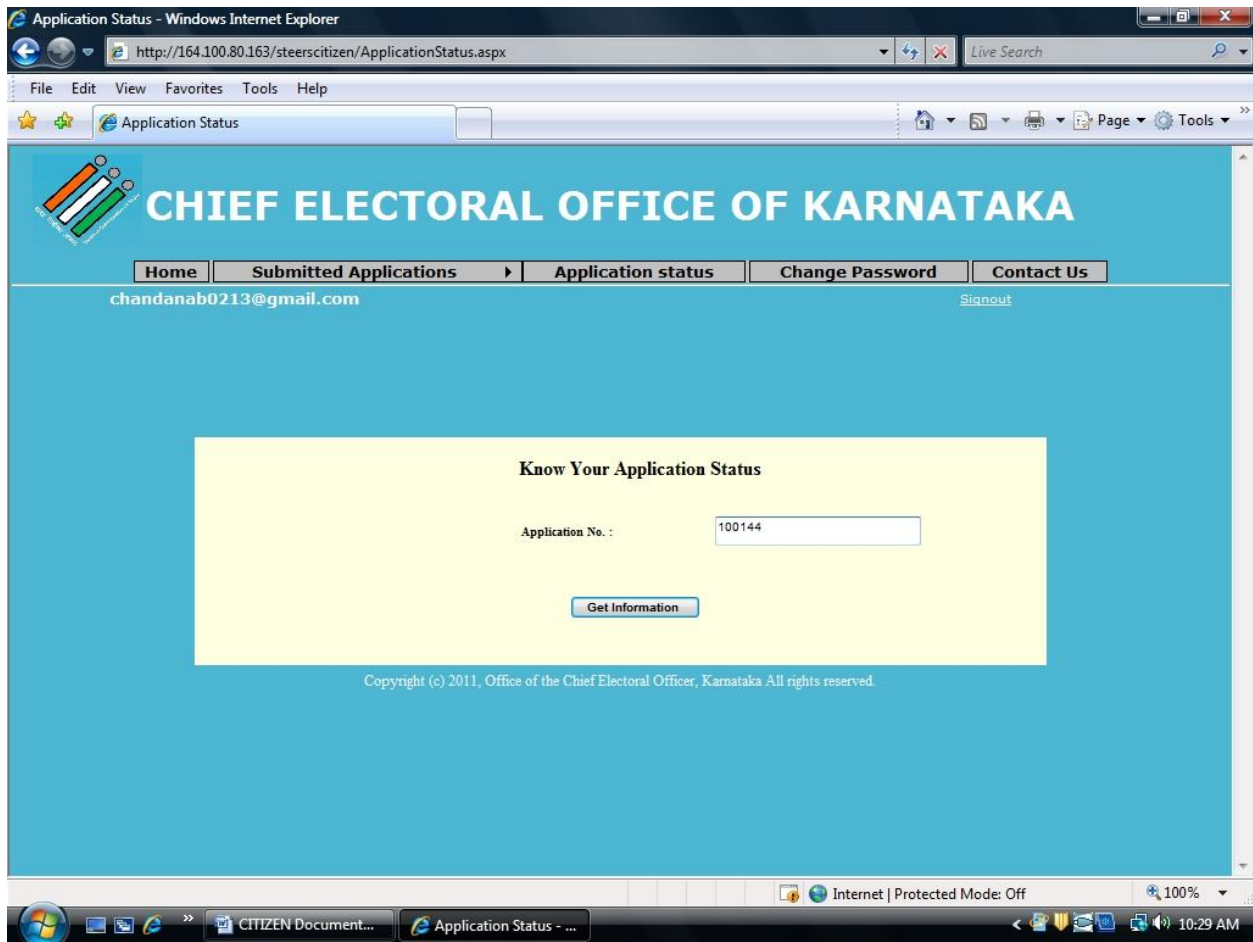 Application Status - Windows Internet Explorer
http://164.100.80.163/steerscitizen/ApplicationStatus.aspx
Live Search
File Edit View Favorites Tools Help
Application Status
Page Tools
CHIEF ELECTORAL OFFICE OF KARNATAKA
Home Submitted Applications Application status Change Password Contact Us
chandanab0213@gmail.com Signout
Know Your Application Status
Application No. : 100144
Get Information
Copyright (c) 2011, Office of the Chief Electoral Officer, Karnataka All rights reserved.
Internet | Protected Mode: Off 100%
CITIZEN Document... Application Status - ... 10:29 AM